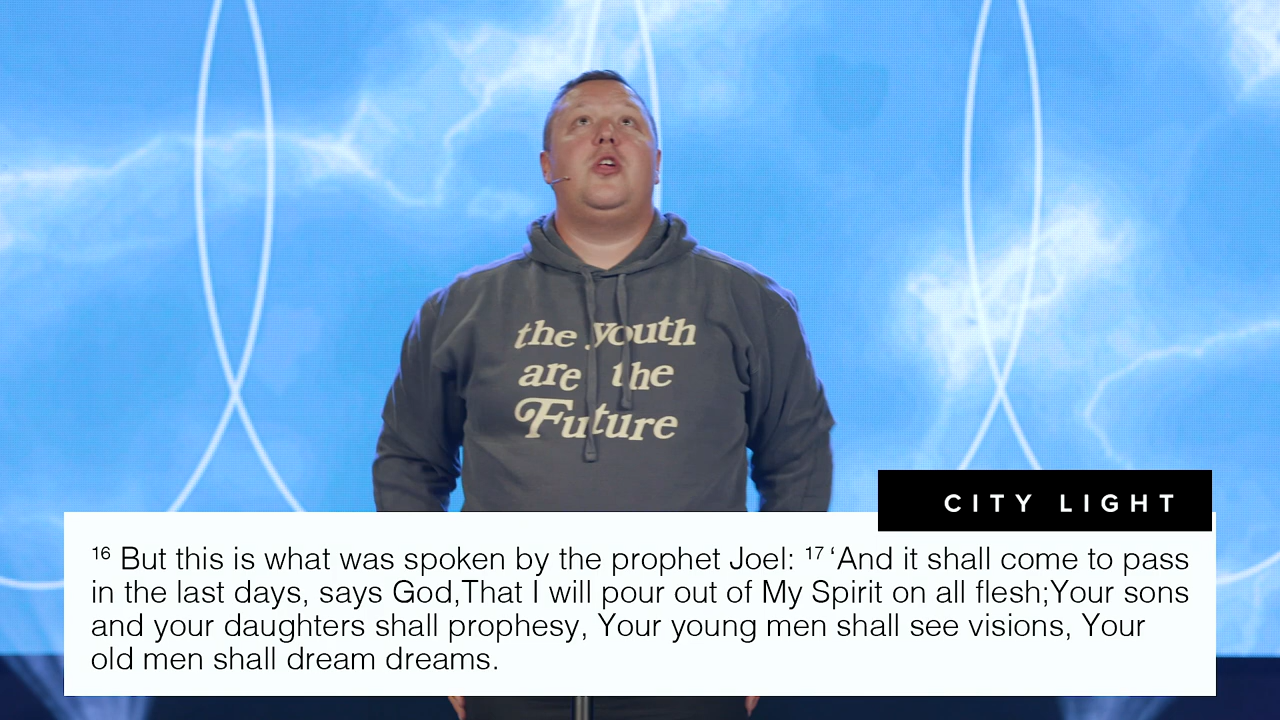 the youth
are the
Future
CITY LIGHT
16 But this is what was spoken by the prophet Joel: 17 ‘And it shall come to pass
in the last days, says God,That I will pour out of My Spirit on all flesh;Your sons
and your daughters shall prophesy, Your young men shall see visions, Your
old men shall dream dreams.